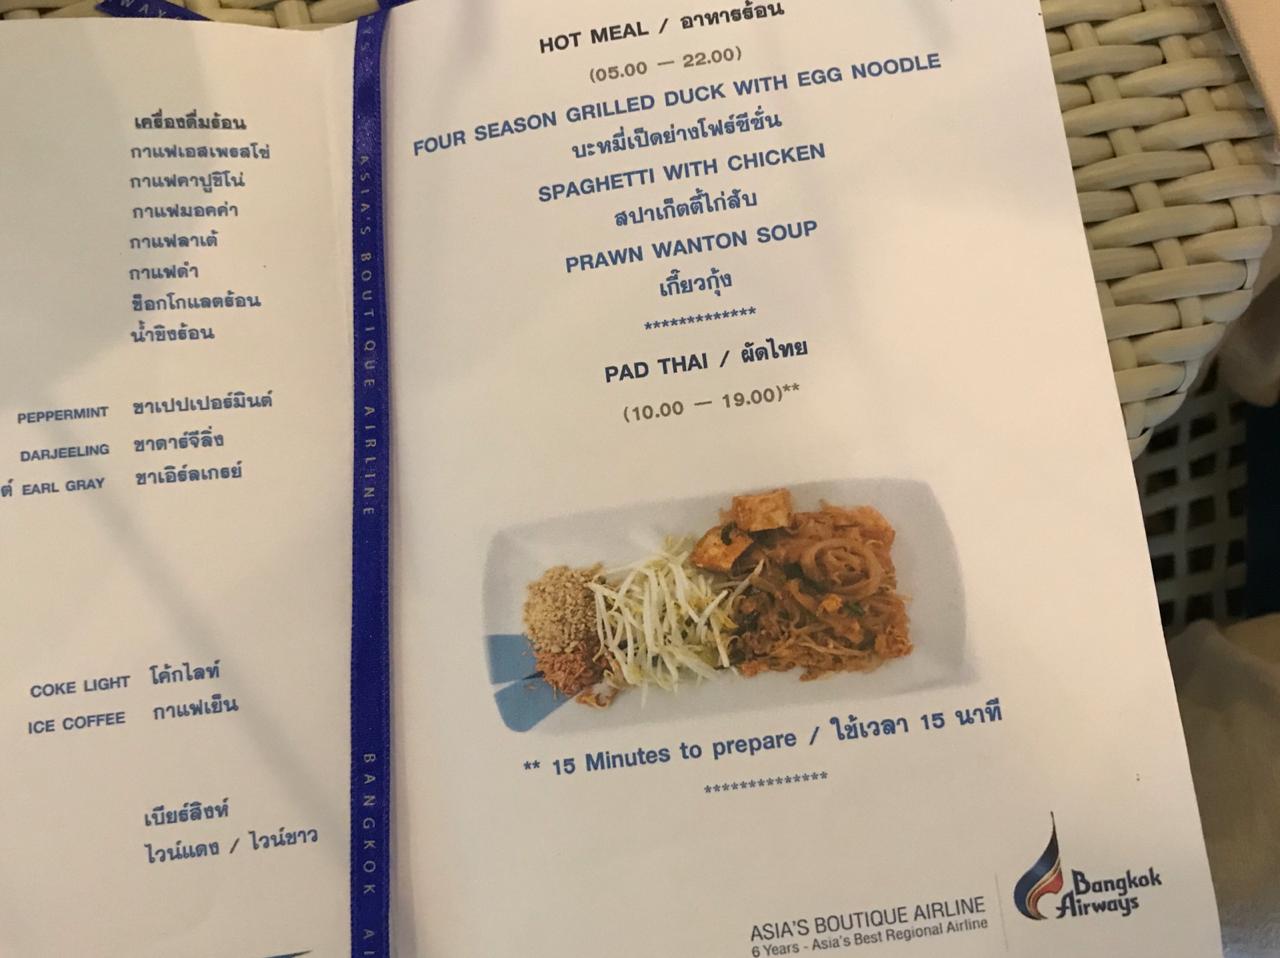 เครื่องดื่มร้อน
กาแฟเอสเพรสโซ่
กาแฟคาปูชิโน่
กาแฟมอคค่า
กาแฟลาเต้
กาแฟดำ
ช็อกโกแลตร้อน
น้ำขิงร้อน
PEPPERMINT ชาเปปเปอร์มินต์
DARJEELING ชาดาร์จีลิ่ง
EARL GRAY ชาเอิร์ลเกรย์
COKE LIGHT โค้กไลท์
ICE COFFEE กาแฟเย็น
เบียร์สิงห์
ไวน์แดง / ไวน์ขาว
ASIA'S BOUTIQUE AIRLINE
BANGKOK AI
HOT MEAL / อาหารร้อน
(05.00 — 22.00)
FOUR SEASON GRILLED DUCK WITH EGG NOODLE
บะหมี่เป็ดย่างโฟร์ซีซั่น
SPAGHETTI WITH CHICKEN
สปาเก็ตตี้ไก่สับ
PRAWN WANTON SOUP
เกี๊ยวกุ้ง
*************
PAD THAI / ผัดไทย
(10.00 — 19.00)**
** 15 Minutes to prepare / ใช้เวลา 15 นาที
**************
ASIA'S BOUTIQUE AIRLINE
6 Years - Asia's Best Regional Airline
Bangkok
Airways